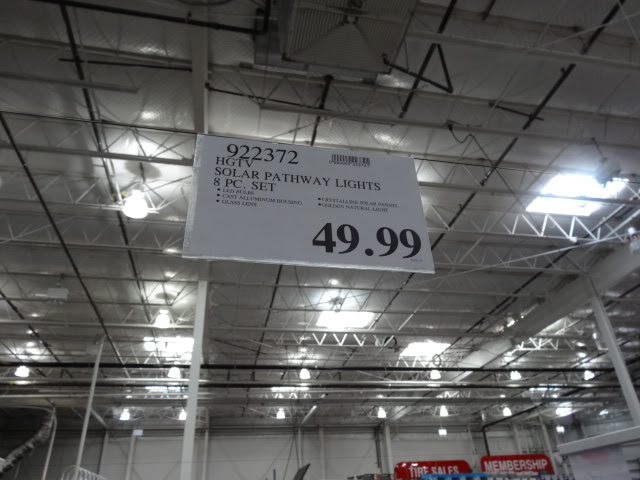 922372
HGTV
SOLAR PATHWAY LIGHTS
8 PC. SET
• LED BULBS
• CAST ALUMINUM HOUSING
• GLASS LENS
• CRYSTALLINE SOLAR PANEL
• GOLDEN NATURAL LIGHT
49.99
TIRE SALES
MEMBERSHIP